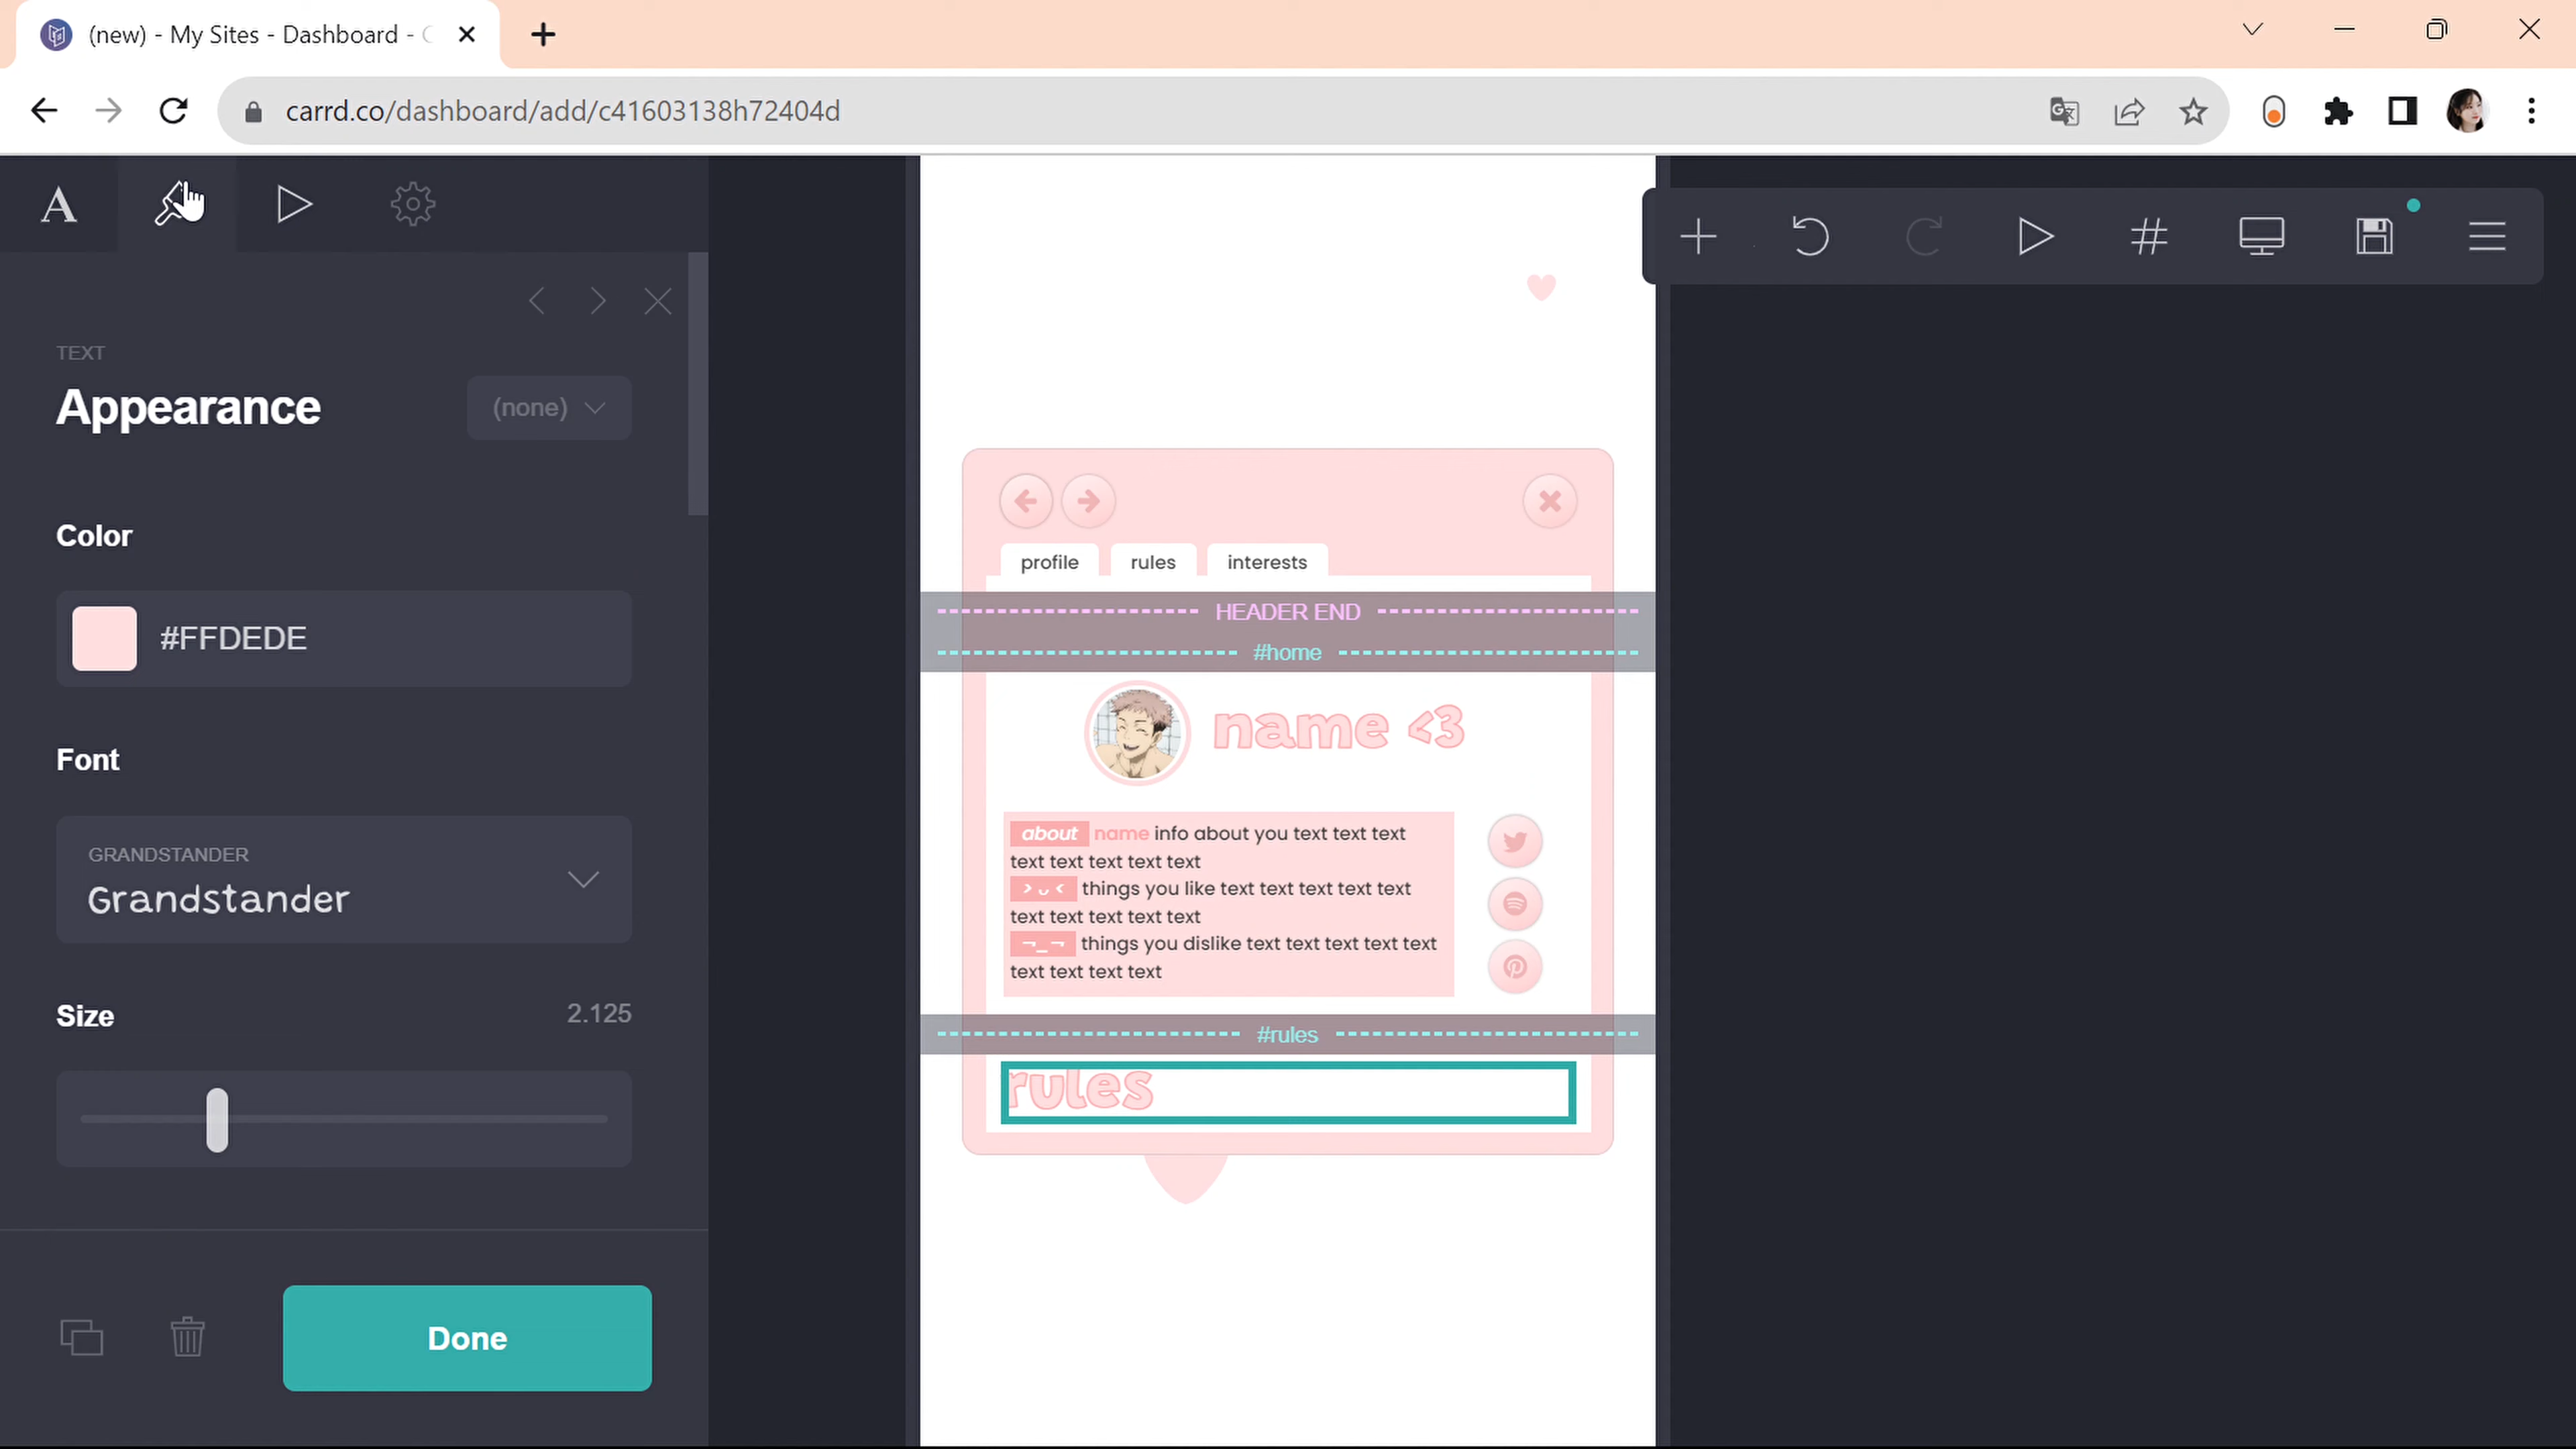 (new) - My Sites - Dashboard - C
carrd.co/dashboard/add/c41603138h72404d
A
TEXT
Appearance
(none)
Color
#FFDEDE
Font
GRANDSTANDER
Grandstander
Size
2.125
Done
profile
rules
interests
HEADER END
#home
name <3
about name info about you text text text
text text text text text
>ᴗ< things you like text text text text text
text text text text text
¬_¬ things you dislike text text text text text
text text text text
#rules
rules